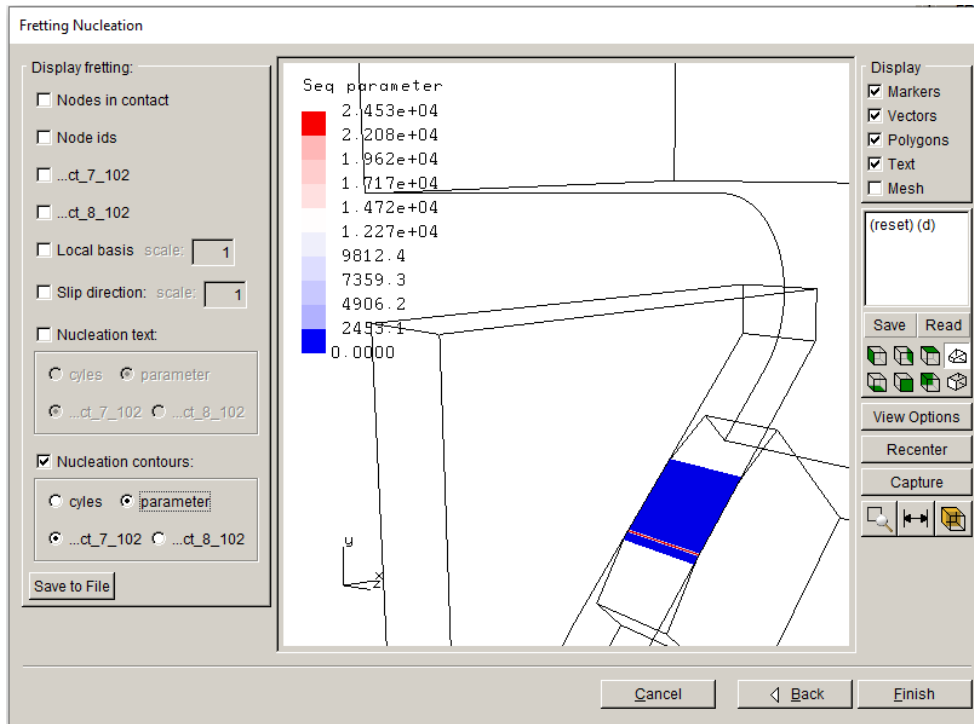 Fretting Nucleation
Display fretting:
Nodes in contact
Node ids
...ct_7_102
...ct_8_102
Local basis scale: 1
Slip direction: scale: 1
Nucleation text:
cyles parameter
...ct_7_102 ...ct_8_102
Nucleation contours:
cyles parameter
...ct_7_102 ...ct_8_102
Save to File
Seq parameter
2.453e+04
2.208e+04
1.962e+04
1.717e+04
1.472e+04
1.227e+04
9812.4
7359.3
4906.2
2453.1
0.0000
y
x
z
Display
Markers
Vectors
Polygons
Text
Mesh
(reset) (d)
Save Read
View Options
Recenter
Capture
Cancel Back Finish